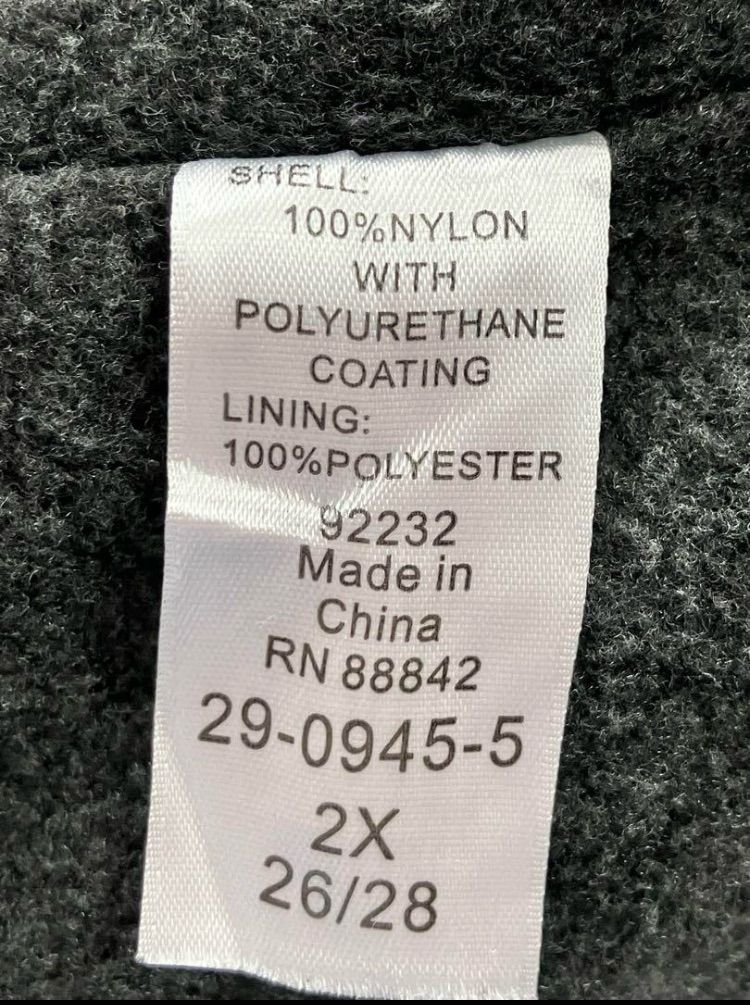 SHELL:
100%NYLON
WITH
POLYURETHANE
COATING
LINING:
100%POLYESTER
92232
Made in
China
RN 88842
29-0945-5
2X
26/28